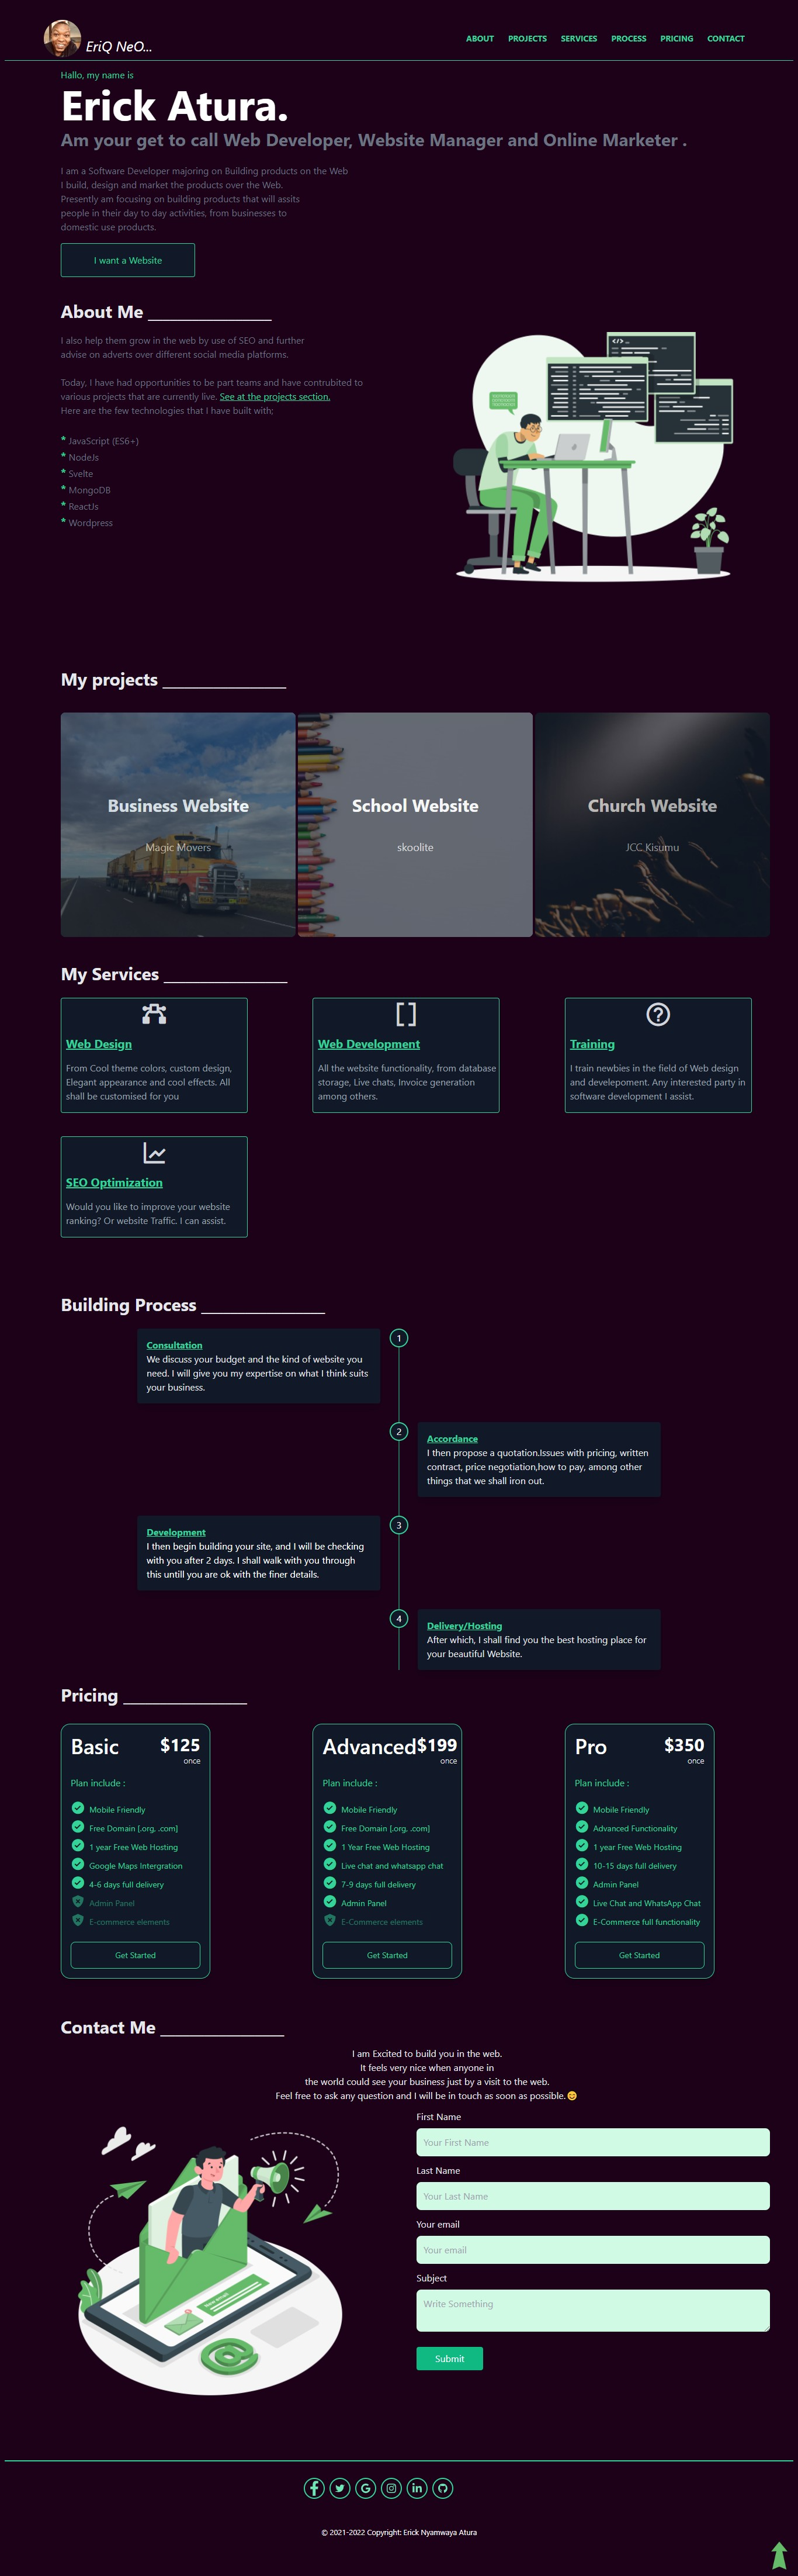 EriQ NeO...
ABOUT PROJECTS SERVICES PROCESS PRICING CONTACT
Hallo, my name is
Erick Atura.
Am your get to call Web Developer, Website Manager and Online Marketer .
I am a Software Developer majoring on Building products on the Web
I build, design and market the products over the Web.
Presently am focusing on building products that will assits
people in their day to day activities, from businesses to
domestic use products.
I want a Website
About Me
I also help them grow in the web by use of SEO and further
advise on adverts over different social media platforms.
Today, I have had opportunities to be part teams and have contrubited to
various projects that are currently live. See at the projects section.
Here are the few technologies that I have built with;
* JavaScript (ES6+)
* NodeJs
* Svelte
* MongoDB
* ReactJs
* Wordpress
My projects
Business Website
Magic Movers
School Website
skoolite
Church Website
JCC Kisumu
My Services
Web Design
From Cool theme colors, custom design,
Elegant appearance and cool effects. All
shall be customised for you
Web Development
All the website functionality, from database
storage, Live chats, Invoice generation
among others.
Training
I train newbies in the field of Web design
and develepoment. Any interested party in
software development I assist.
SEO Optimization
Would you like to improve your website
ranking? Or website Traffic. I can assist.
Building Process
1
Consultation
We discuss your budget and the kind of website you
need. I will give you my expertise on what I think suits
your business.
2
Accordance
I then propose a quotation.Issues with pricing, written
contract, price negotiation,how to pay, among other
things that we shall iron out.
3
Development
I then begin building your site, and I will be checking
with you after 2 days. I shall walk with you through
this untill you are ok with the finer details.
4
Delivery/Hosting
After which, I shall find you the best hosting place for
your beautiful Website.
Pricing
Basic $125
once
Plan include :
Mobile Friendly
Free Domain [.org, .com]
1 year Free Web Hosting
Google Maps Intergration
4-6 days full delivery
Admin Panel
E-commerce elements
Get Started
Advanced $199
once
Plan include :
Mobile Friendly
Free Domain [.org, .com]
1 Year Free Web Hosting
Live chat and whatsapp chat
7-9 days full delivery
Admin Panel
E-Commerce elements
Get Started
Pro $350
once
Plan include :
Mobile Friendly
Advanced Functionality
1 year Free Web Hosting
10-15 days full delivery
Admin Panel
Live Chat and WhatsApp Chat
E-Commerce full functionality
Get Started
Contact Me
I am Excited to build you in the web.
It feels very nice when anyone in
the world could see your business just by a visit to the web.
Feel free to ask any question and I will be in touch as soon as possible.😊
First Name
Your First Name
Last Name
Your Last Name
Your email
Your email
Subject
Write Something
Submit
© 2021-2022 Copyright: Erick Nyamwaya Atura